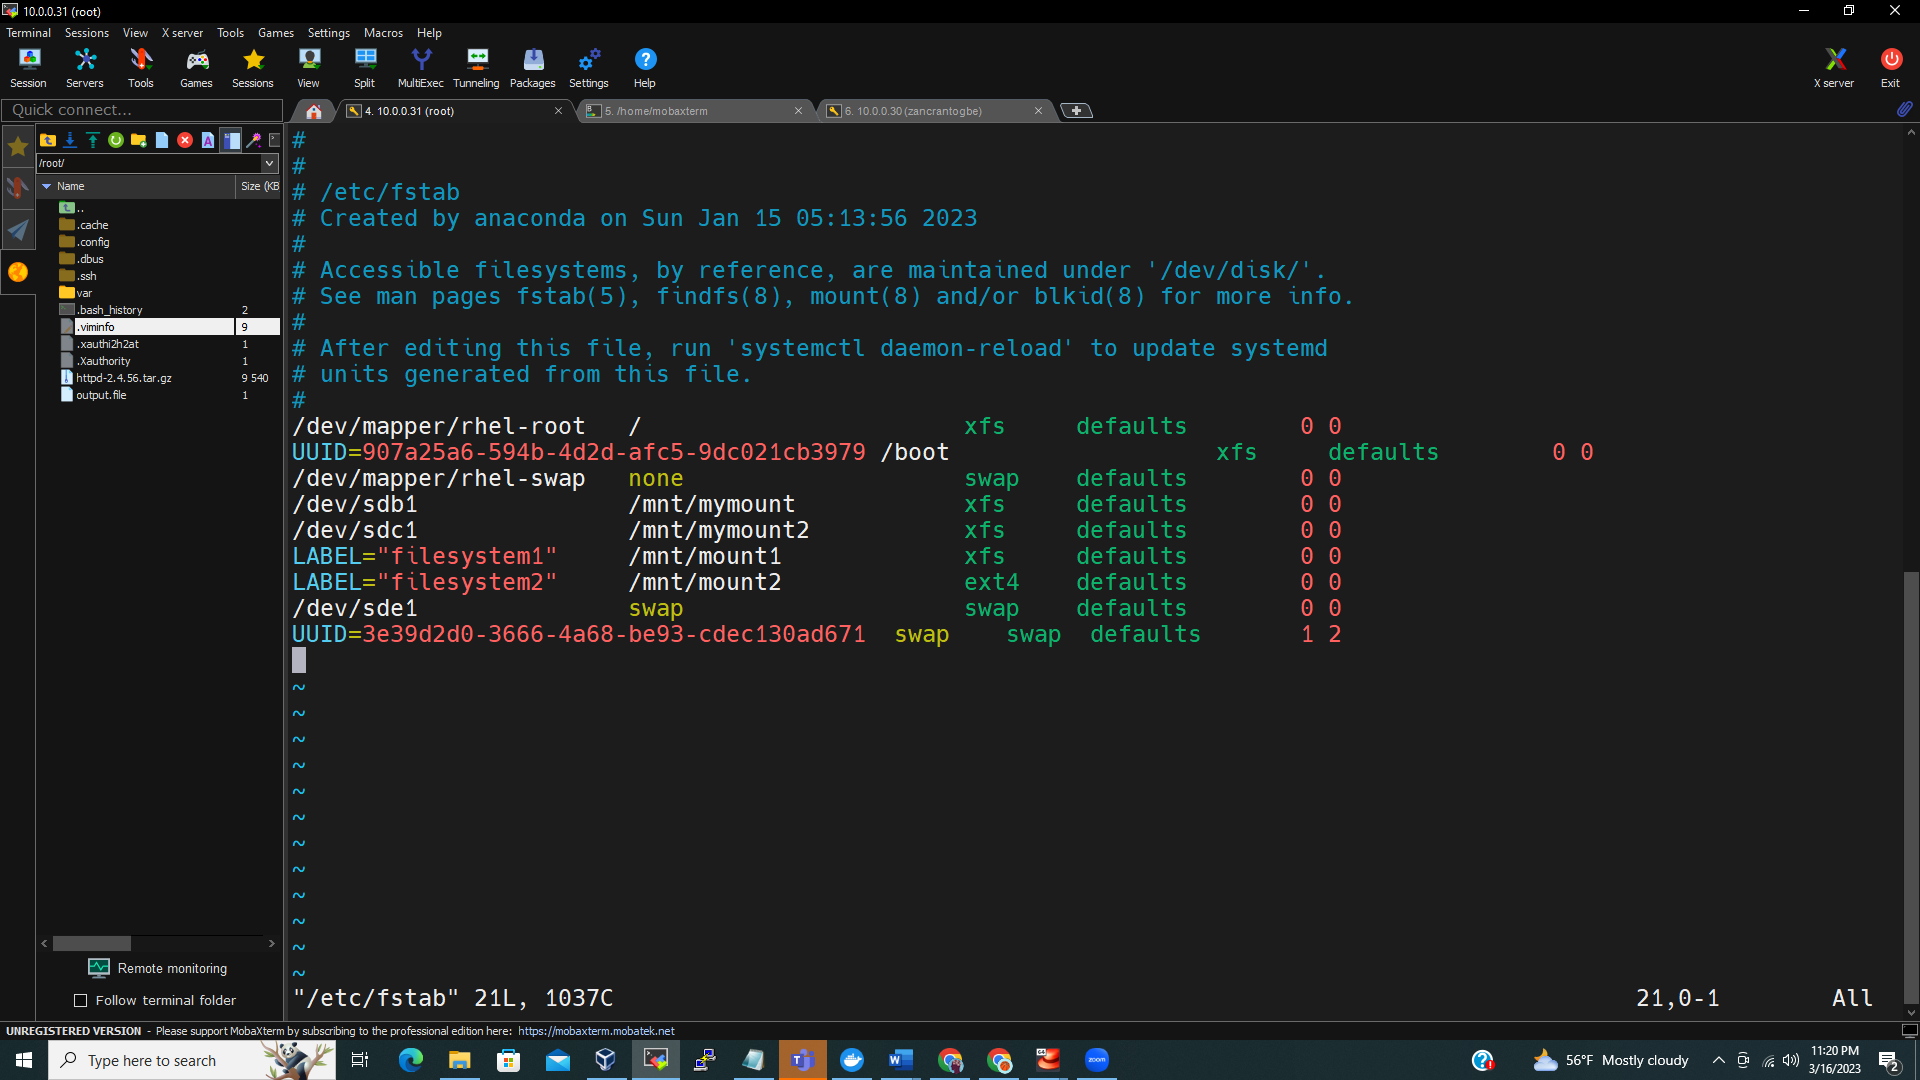 10.0.0.31 (root)
Terminal Sessions View X server Tools Games Settings Macros Help
Session Servers Tools Games Sessions View Split MultiExec Tunneling Packages Settings Help X server Exit
Quick connect...
4. 10.0.0.31 (root) 5. /home/mobaxterm 6. 10.0.0.30 (zancrantogbe)
/root/
Name Size (KB
..
.cache
.config
.dbus
.ssh
var
.bash_history 2
.viminfo 9
.xauthi2h2at 1
.Xauthority 1
httpd-2.4.56.tar.gz 9 540
output.file 1
Remote monitoring
Follow terminal folder
#
#
# /etc/fstab
# Created by anaconda on Sun Jan 15 05:13:56 2023
#
# Accessible filesystems, by reference, are maintained under '/dev/disk/'.
# See man pages fstab(5), findfs(8), mount(8) and/or blkid(8) for more info.
#
# After editing this file, run 'systemctl daemon-reload' to update systemd
# units generated from this file.
#
/dev/mapper/rhel-root / xfs defaults 0 0
UUID=907a25a6-594b-4d2d-afc5-9dc021cb3979 /boot xfs defaults 0 0
/dev/mapper/rhel-swap none swap defaults 0 0
/dev/sdb1 /mnt/mymount xfs defaults 0 0
/dev/sdc1 /mnt/mymount2 xfs defaults 0 0
LABEL="filesystem1" /mnt/mount1 xfs defaults 0 0
LABEL="filesystem2" /mnt/mount2 ext4 defaults 0 0
/dev/sde1 swap swap defaults 0 0
UUID=3e39d2d0-3666-4a68-be93-cdec130ad671 swap swap defaults 1 2
~
~
~
~
~
~
~
~
~
~
~
~
"/etc/fstab" 21L, 1037C 21,0-1 All
UNREGISTERED VERSION - Please support MobaXterm by subscribing to the professional edition here: https://mobaxterm.mobatek.net
Type here to search
56°F Mostly cloudy
11:20 PM
3/16/2023
2